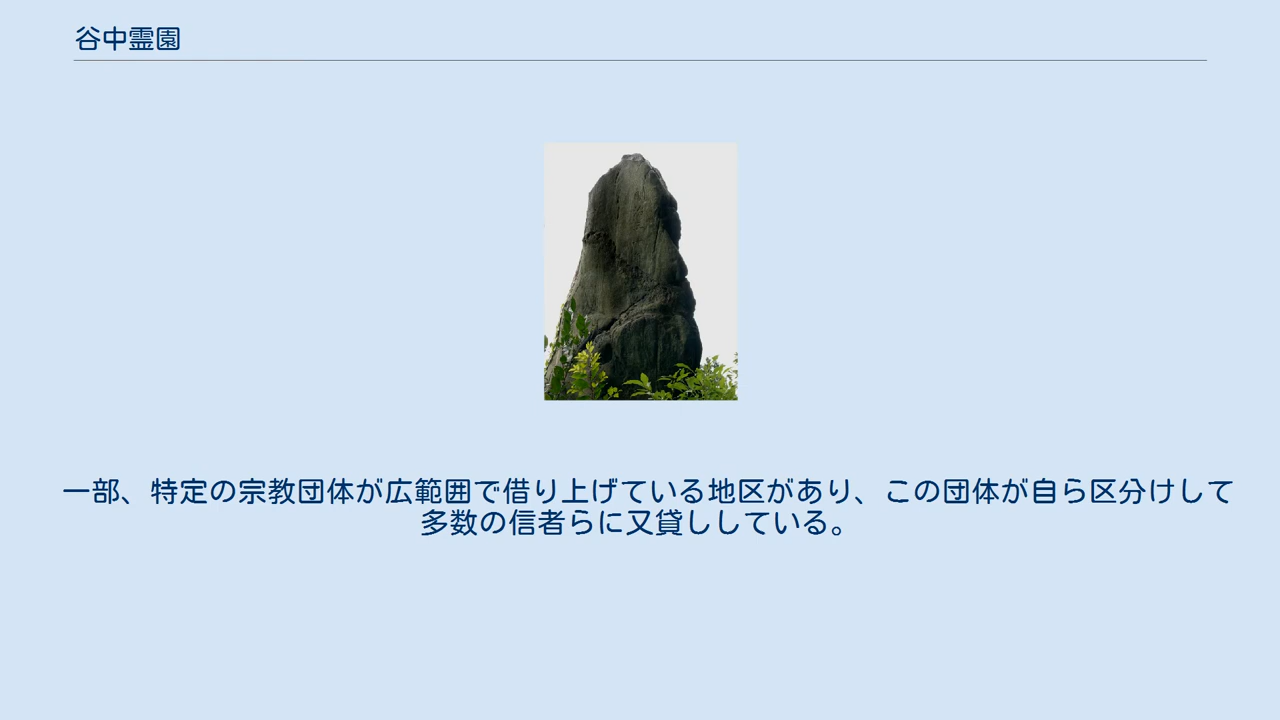 谷中霊園
一部、特定の宗教団体が広範囲で借り上げている地区があり、この団体が自ら区分けして
多数の信者らに又貸ししている。